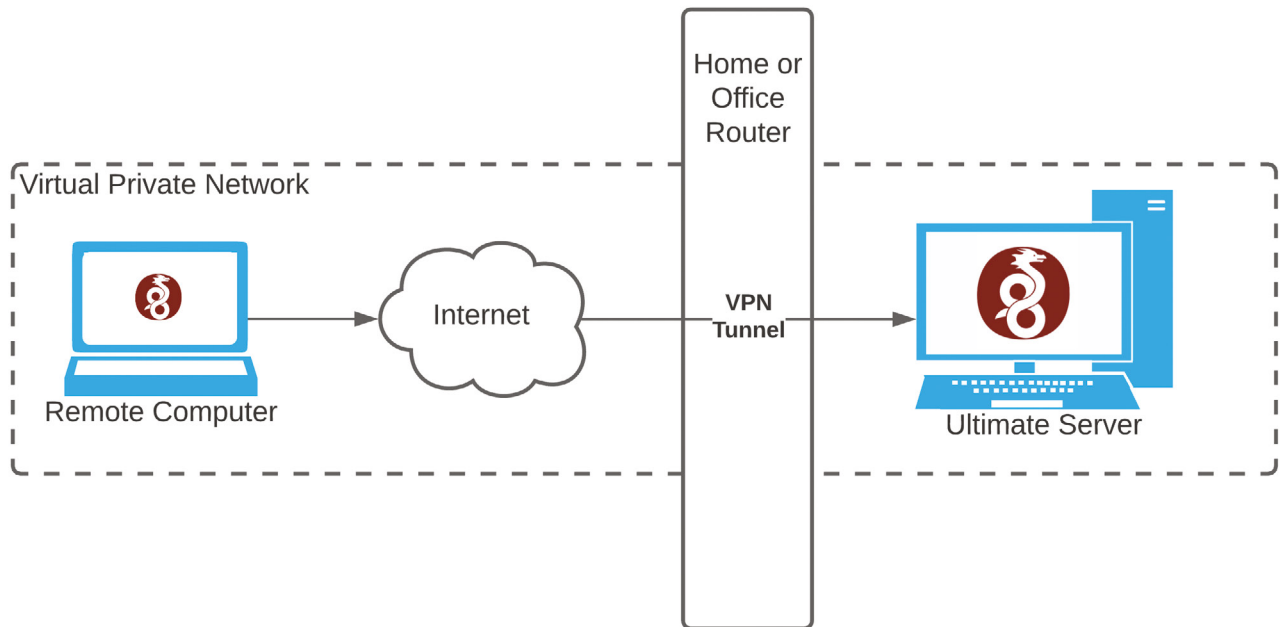 Home or
Office
Router
Virtual Private Network
Internet
VPN
Tunnel
Remote Computer
Ultimate Server